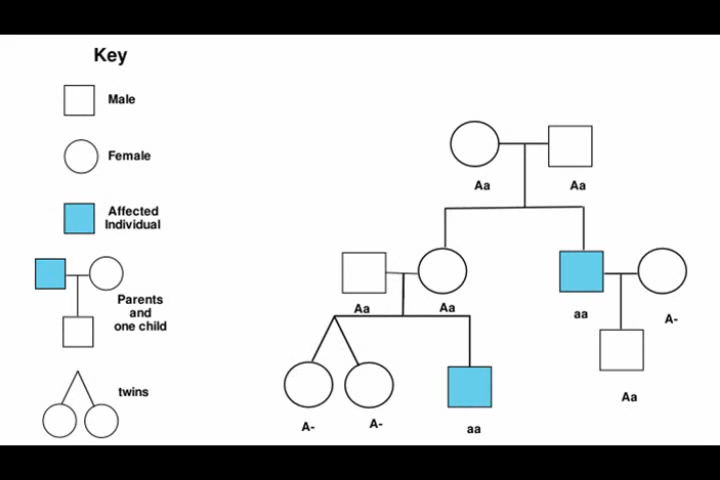 Key
Male
Female
Affected
Individual
Parents
and
one child
twins
Aa
Aa
Aa
Aa
aa
A-
Aa
A-
A-
aa